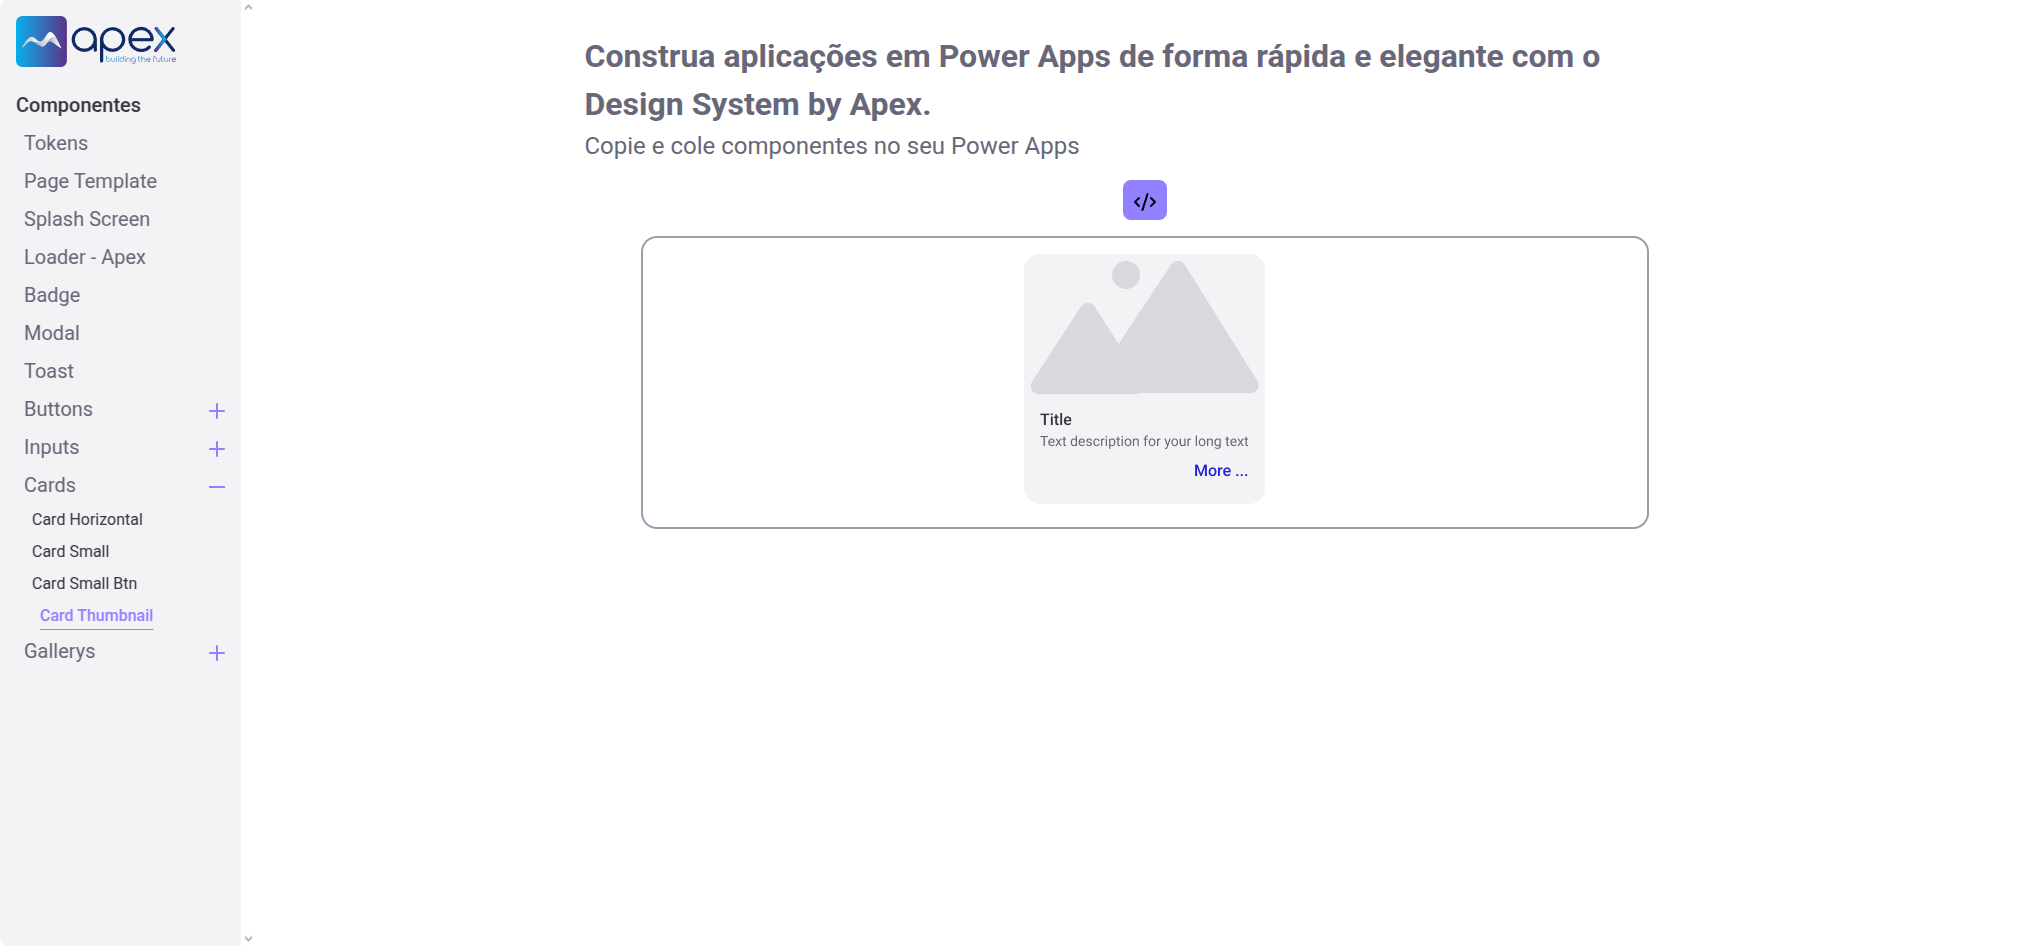 apex
building the future
Componentes
Tokens
Page Template
Splash Screen
Loader - Apex
Badge
Modal
Toast
Buttons
Inputs
Cards
Card Horizontal
Card Small
Card Small Btn
Card Thumbnail
Gallerys
Construa aplicações em Power Apps de forma rápida e elegante com o
Design System by Apex.
Copie e cole componentes no seu Power Apps
Title
Text description for your long text
More ...